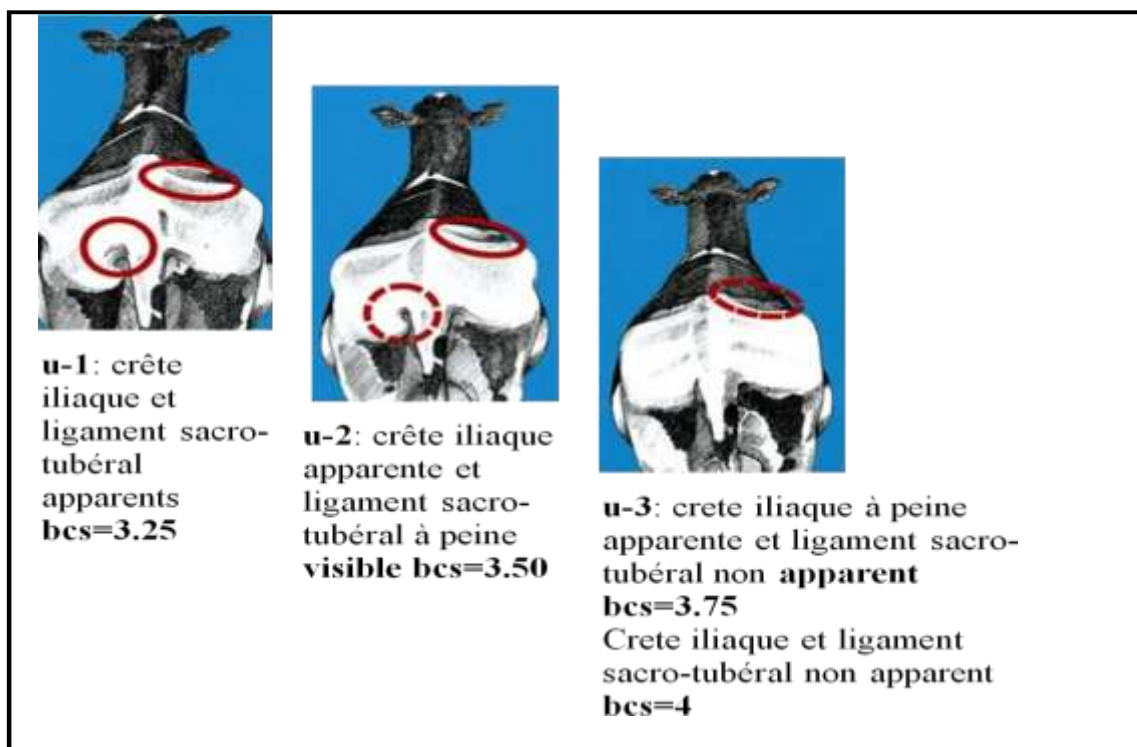 u-1: crête
iliaque et
ligament sacro-
tubéral
apparents
bcs=3.25
u-2: crête iliaque
apparente et
ligament sacro-
tubéral à peine
visible bcs=3.50
u-3: crete iliaque à peine
apparente et ligament sacro-
tubéral non apparent
bcs=3.75
Crete iliaque et ligament
sacro-tubéral non apparent
bcs=4